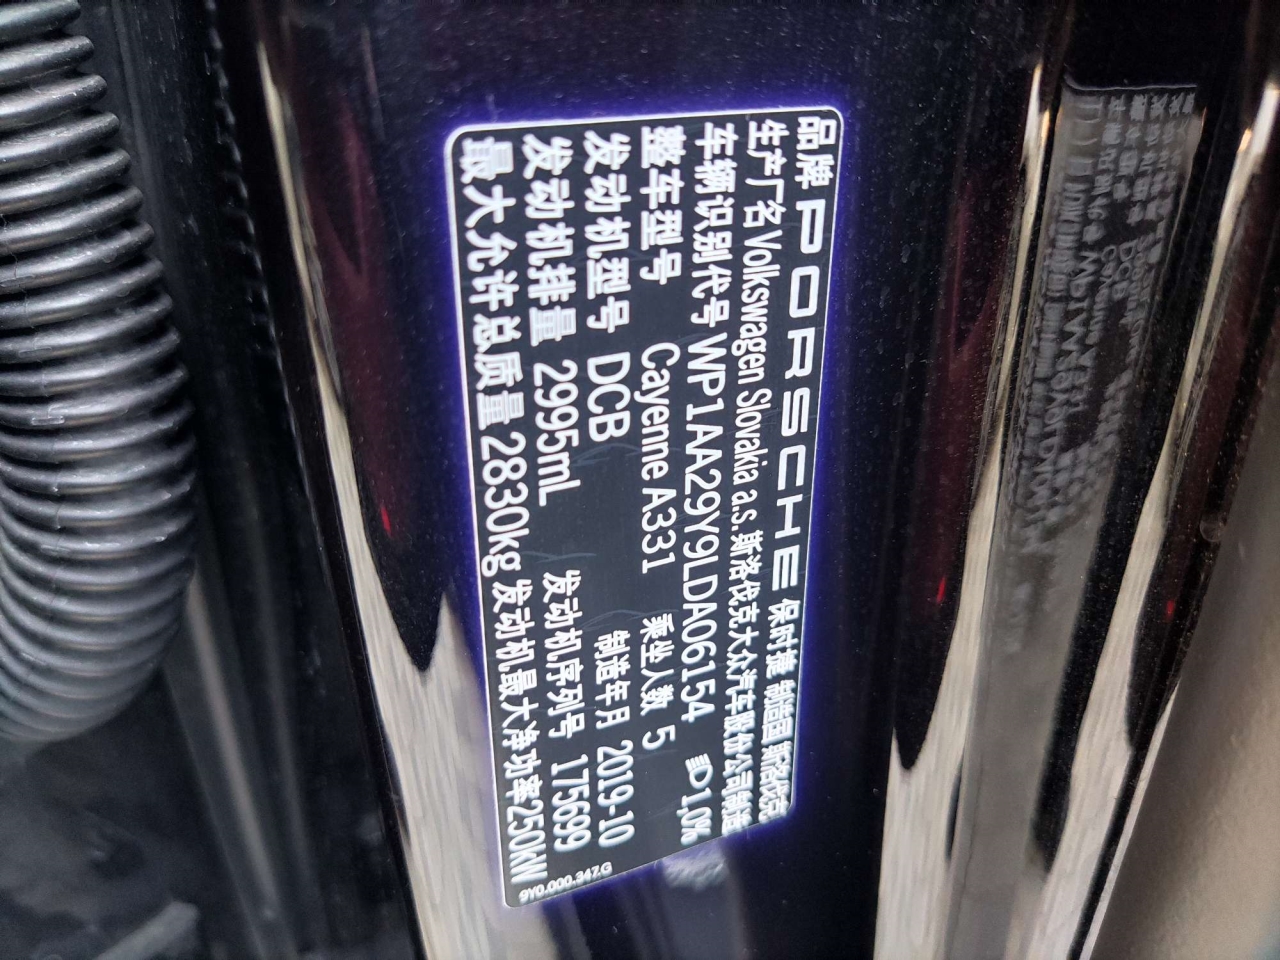 品牌 PORSCHE 保时捷 制造国 斯洛伐克
生产厂名 Volkswagen Slovakia a.s. 斯洛伐克大众汽车股份公司制造
车辆识别代号 WP1AA29Y9LDA06154 1,0%
整车型号 Cayenne A331 乘坐人数 5
发动机型号 DCB 制造年月 2019-10
发动机排量 2995mL 发动机序列号 175699
最大允许总质量 2830kg 发动机最大净功率250kW
9Y0.000.347.G